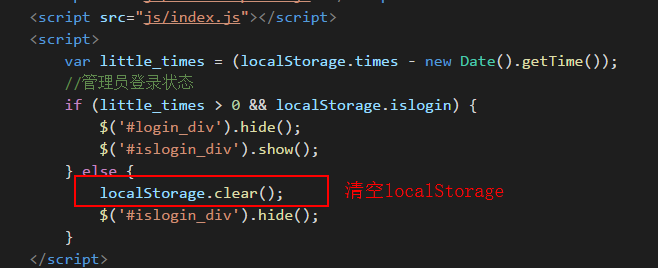 <script src="js/index.js"></script>
<script>
var little_times = (localStorage.times - new Date().getTime());
//管理员登录状态
if (little_times > 0 && localStorage.islogin) {
$('#login_div').hide();
$('#islogin_div').show();
} else {
localStorage.clear(); 清空localStorage
$('#islogin_div').hide();
}
</script>